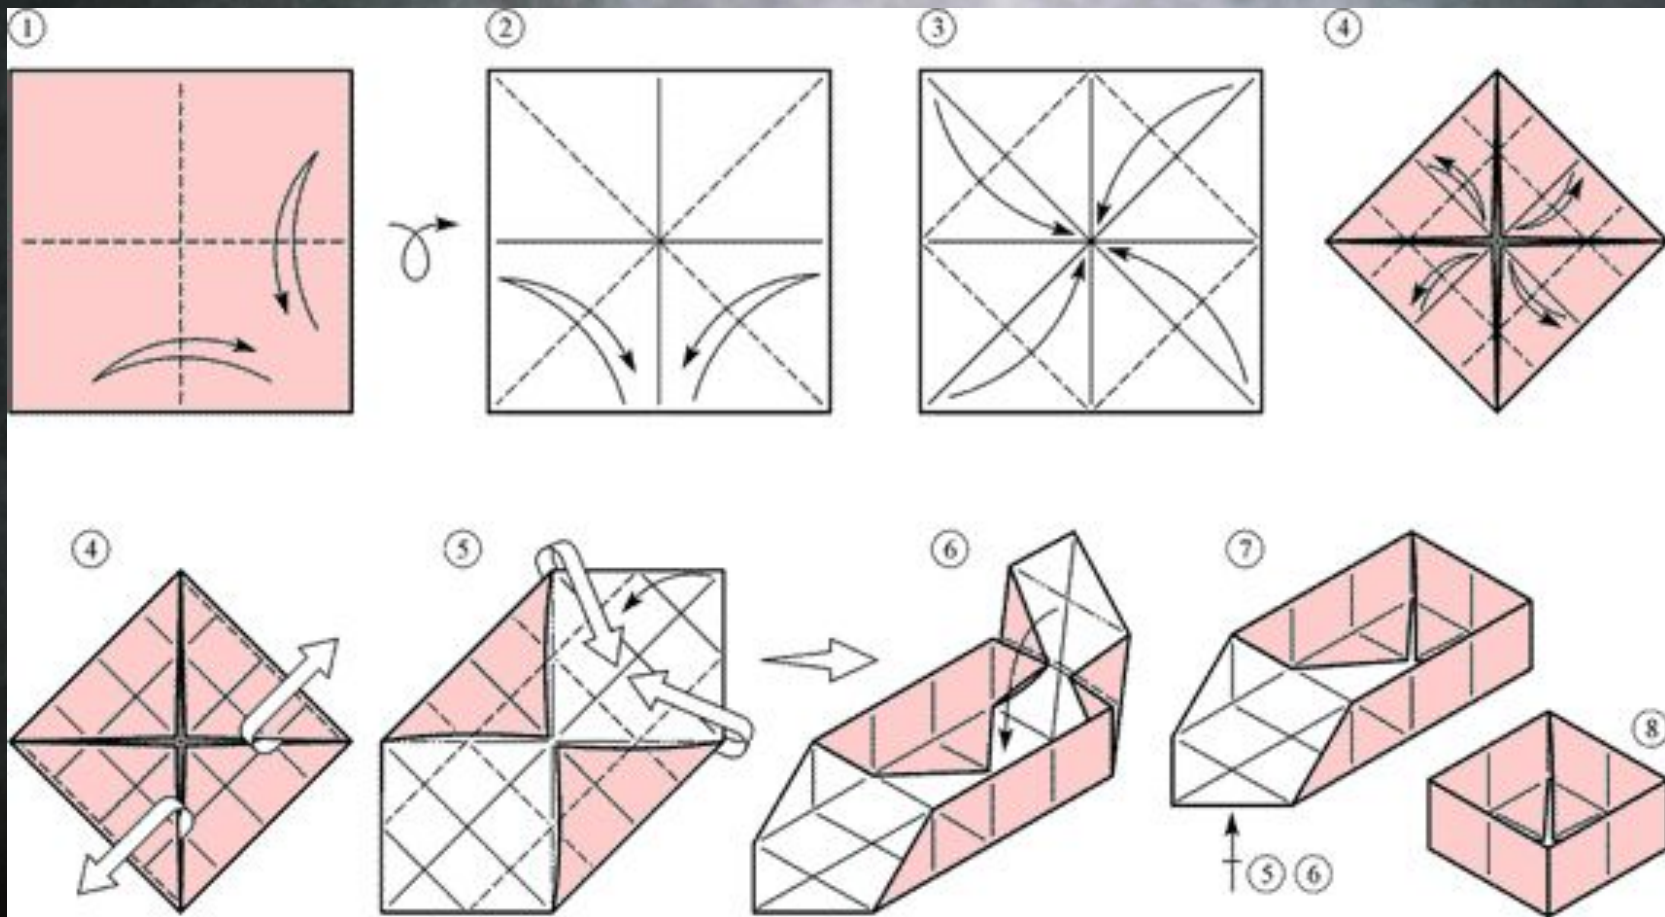 ① ② ③ ④
④ ⑤ ⑥ ⑦
⑧
⑤ ⑥